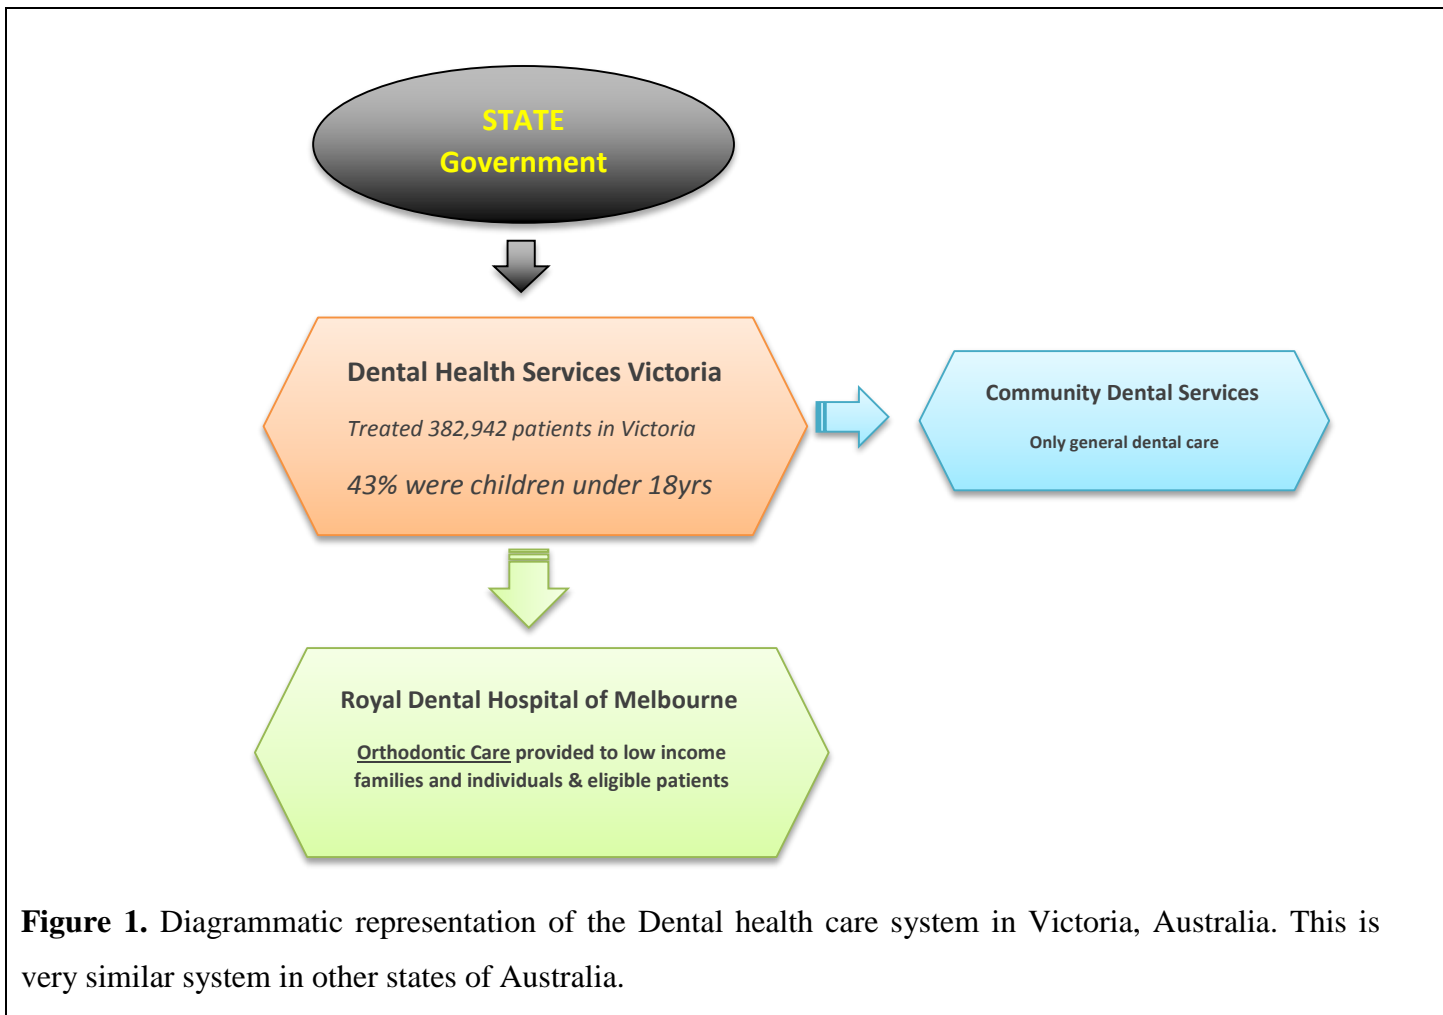 STATE
Government
Dental Health Services Victoria
Treated 382,942 patients in Victoria
43% were children under 18yrs
Community Dental Services
Only general dental care
Royal Dental Hospital of Melbourne
Orthodontic Care provided to low income
families and individuals & eligible patients
Figure 1. Diagrammatic representation of the Dental health care system in Victoria, Australia. This is
very similar system in other states of Australia.